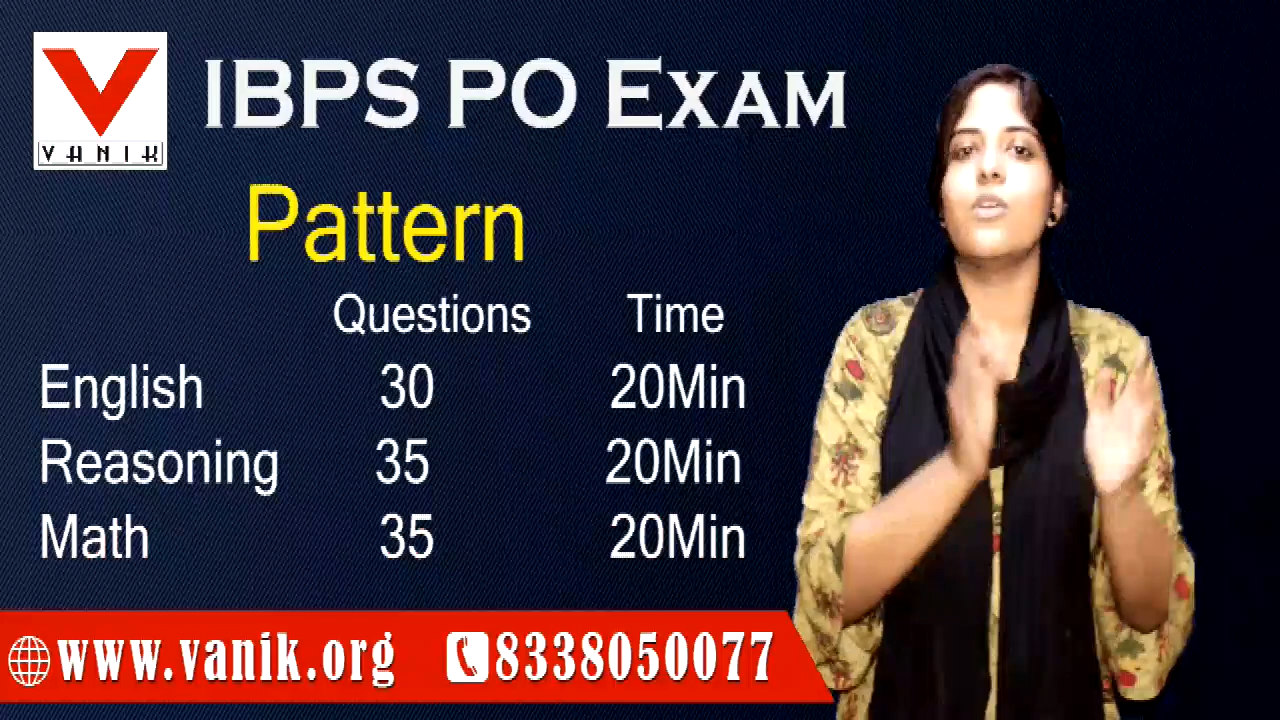 VANIK
IBPS PO EXAM
Pattern
Questions Time
English 30 20Min
Reasoning 35 20Min
Math 35 20Min
www.vanik.org 8338050077